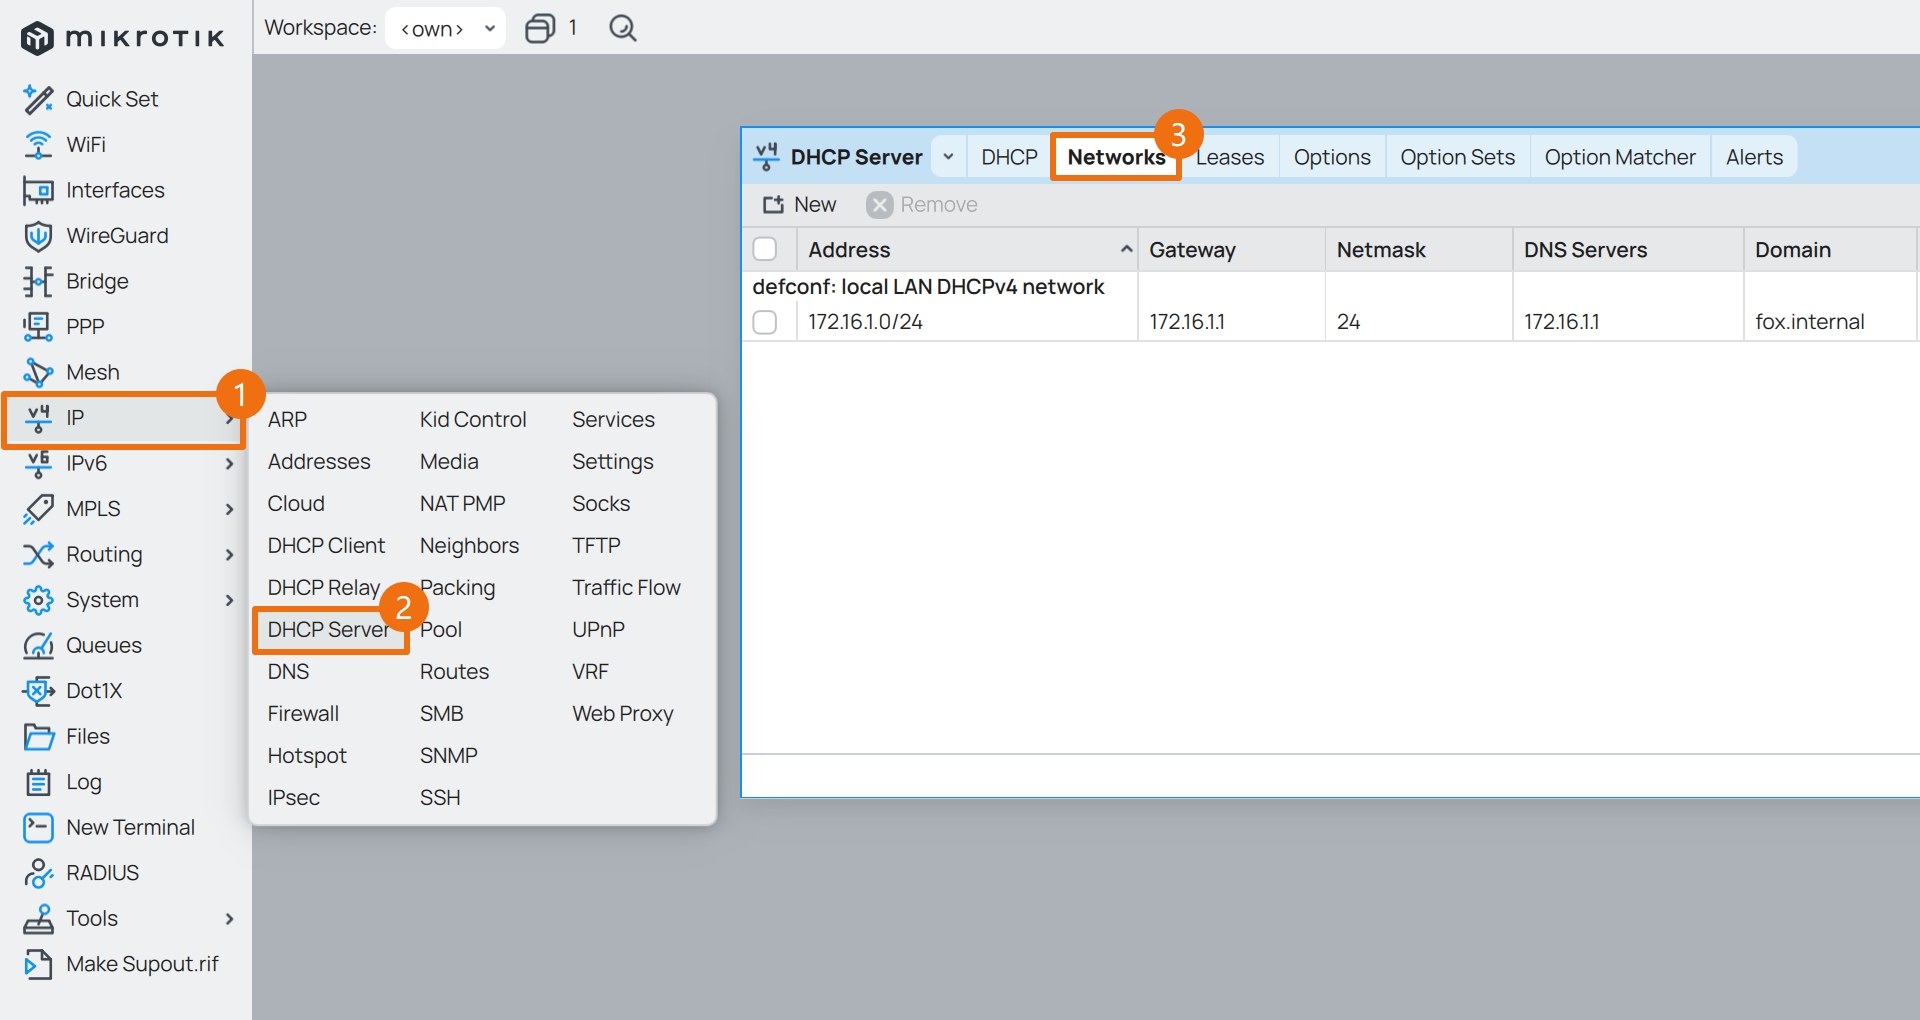 mikrotik
Workspace: <own> 1
Quick Set
WiFi
Interfaces
WireGuard
Bridge
PPP
Mesh
IP
IPv6
MPLS
Routing
System
Queues
Dot1X
Files
Log
New Terminal
RADIUS
Tools
Make Supout.rif
1
ARP
Addresses
Cloud
DHCP Client
DHCP Relay
DHCP Server
DNS
Firewall
Hotspot
IPsec
2
Kid Control
Media
NAT PMP
Neighbors
Packing
Pool
Routes
SMB
SNMP
SSH
Services
Settings
Socks
TFTP
Traffic Flow
UPnP
VRF
Web Proxy
3
DHCP Server DHCP Networks Leases Options Option Sets Option Matcher Alerts
New Remove
Address Gateway Netmask DNS Servers Domain
defconf: local LAN DHCPv4 network
172.16.1.0/24 172.16.1.1 24 172.16.1.1 fox.internal